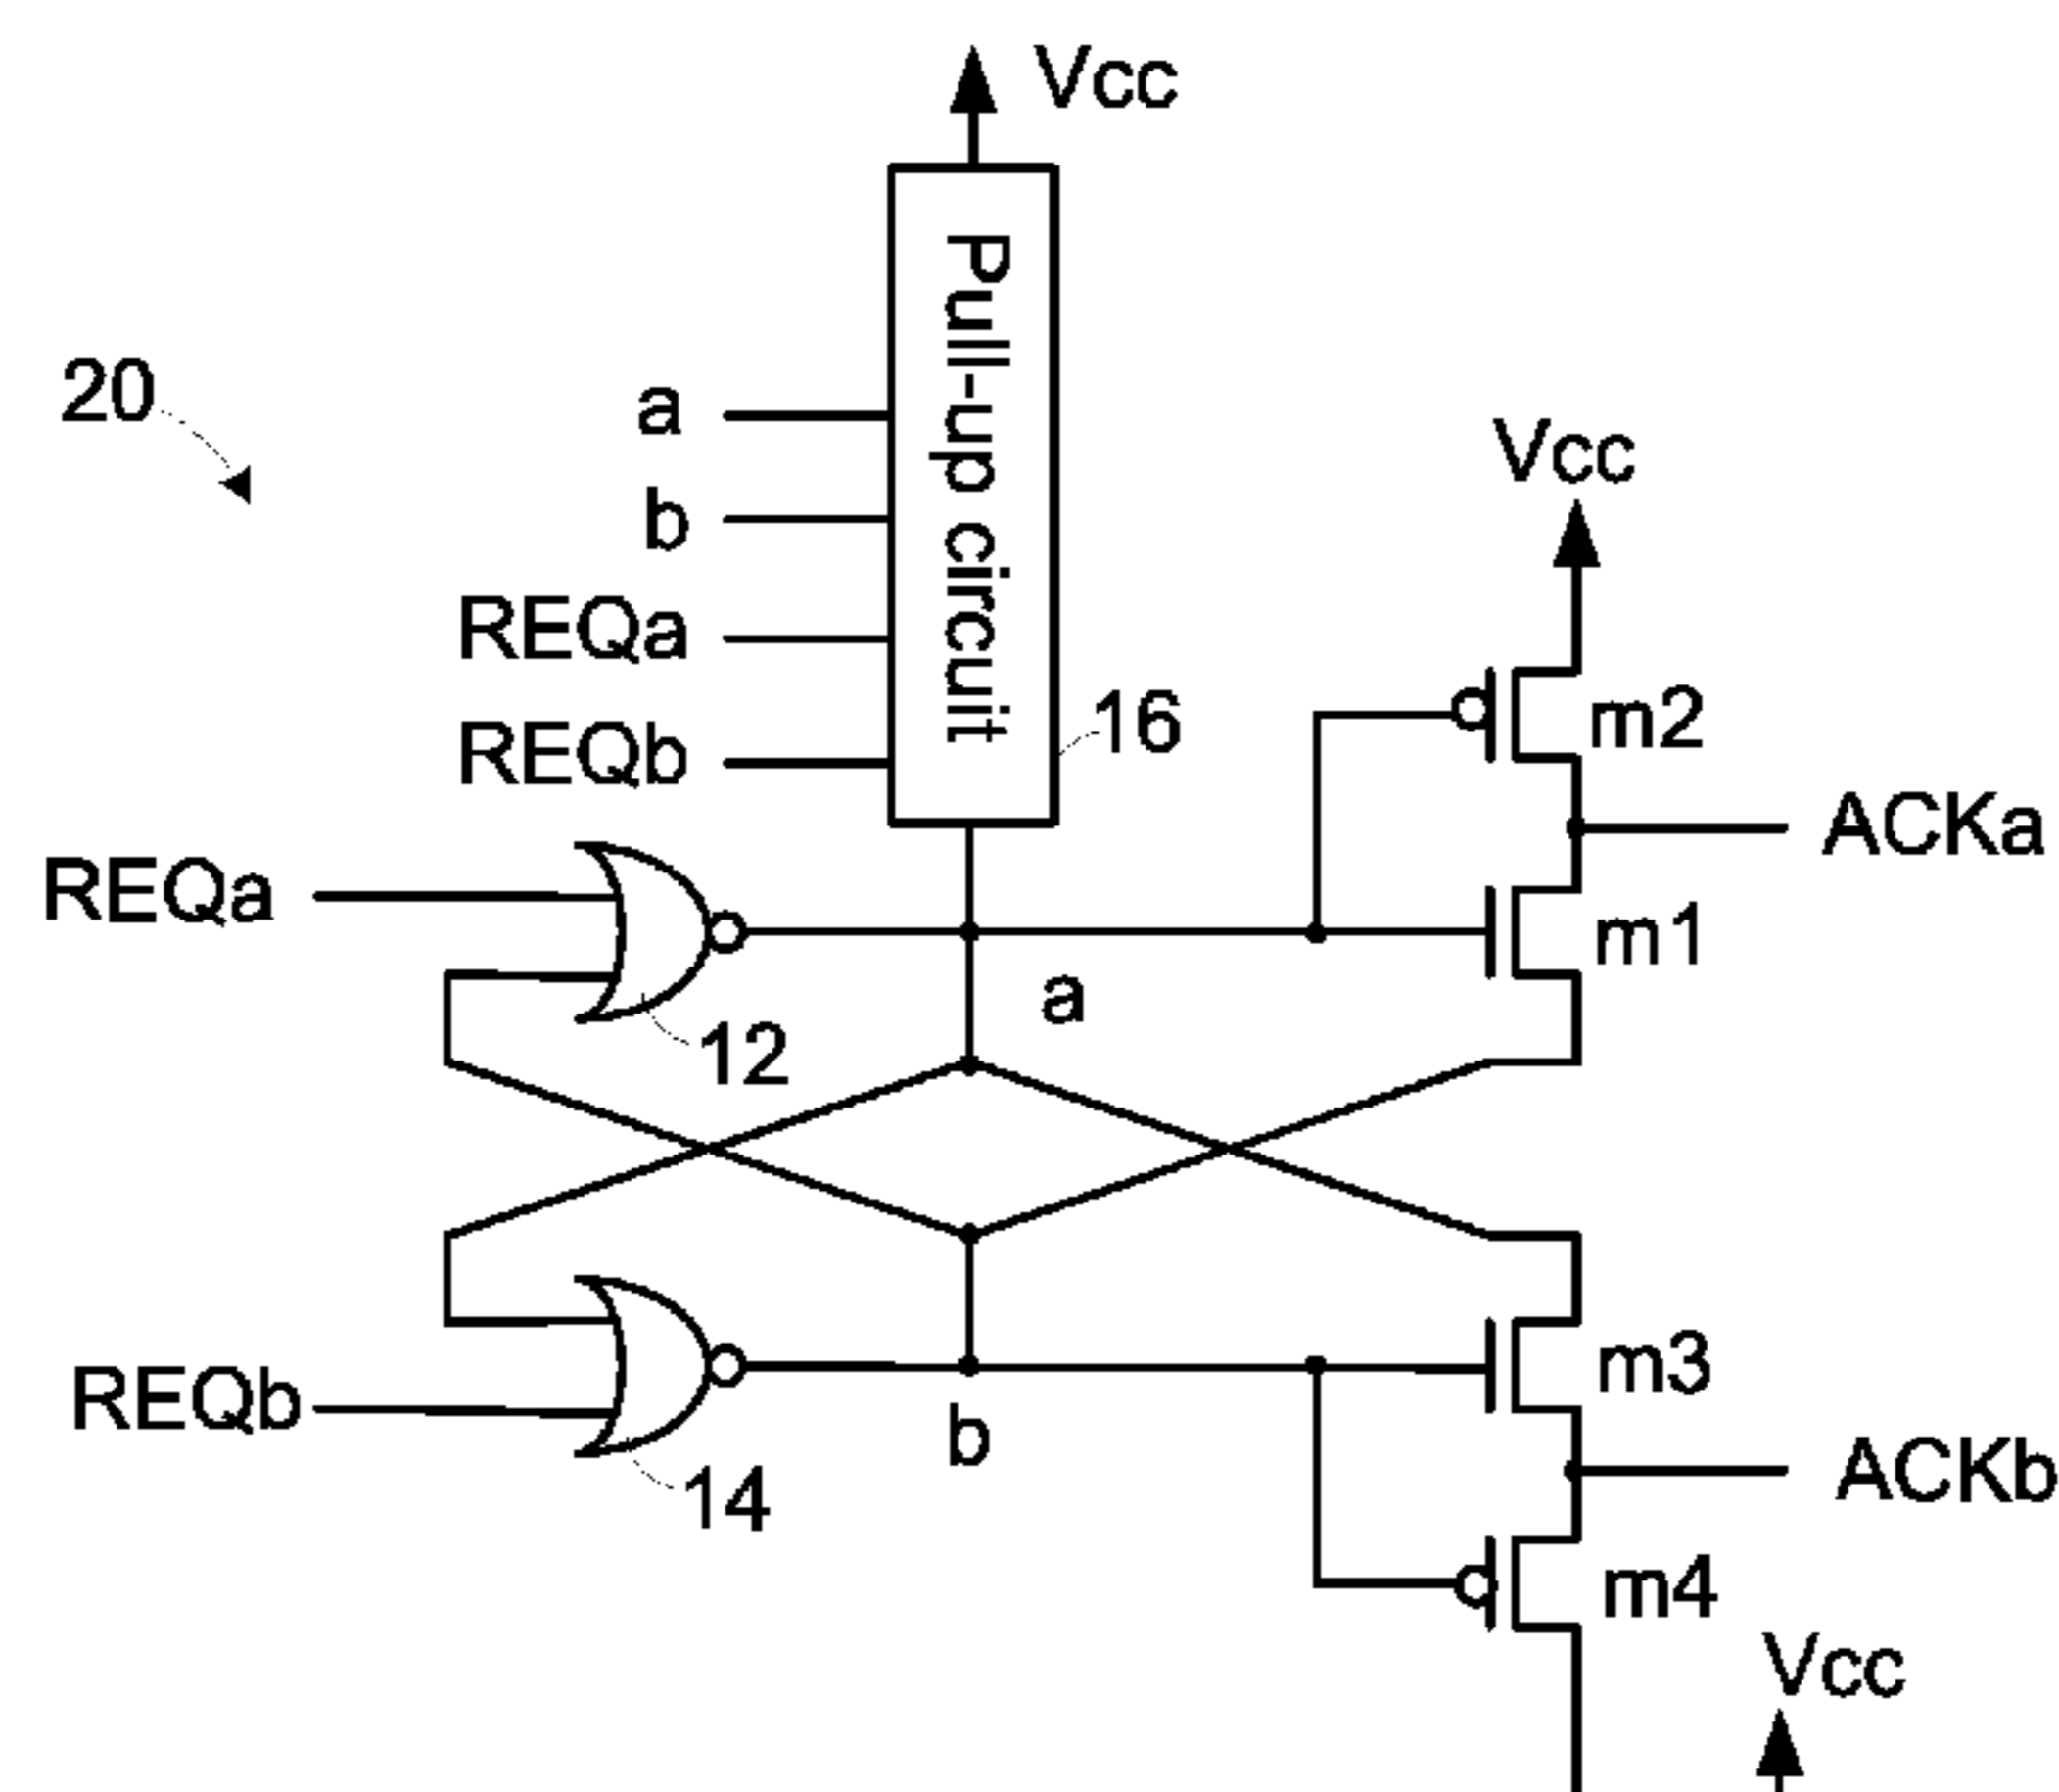 Vcc
Pull-up circuit
20
a
b
REQa
REQb
16
Vcc
m2
ACKa
REQa
m1
a
12
m3
REQb
b
14
ACKb
m4
Vcc